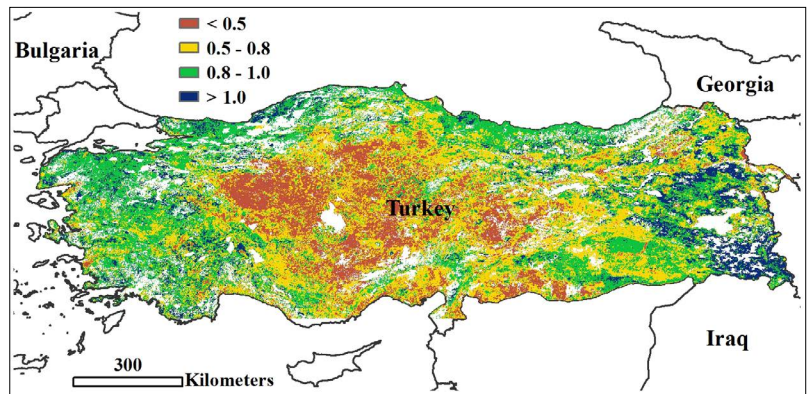 Bulgaria
< 0.5
0.5 - 0.8
0.8 - 1.0
> 1.0
Georgia
Turkey
Iraq
300
Kilometers